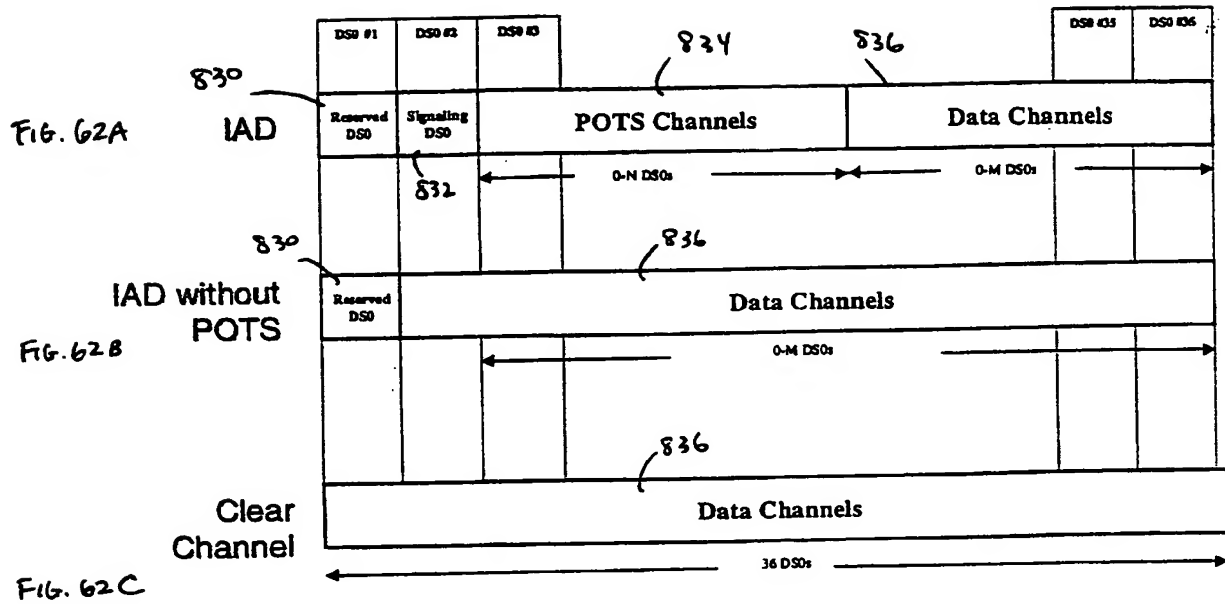 DS0 #1 DS0 #2 DS0 #3 DS0 #35 DS0 #36
834 836
830
FIG. 62A IAD Reserved DS0 Signaling DS0 POTS Channels Data Channels
832 0-N DS0s 0-M DS0s
830 836
IAD without POTS Reserved DS0 Data Channels
FIG. 62B 0-M DS0s
836
Clear Channel Data Channels
36 DS0s
FIG. 62C